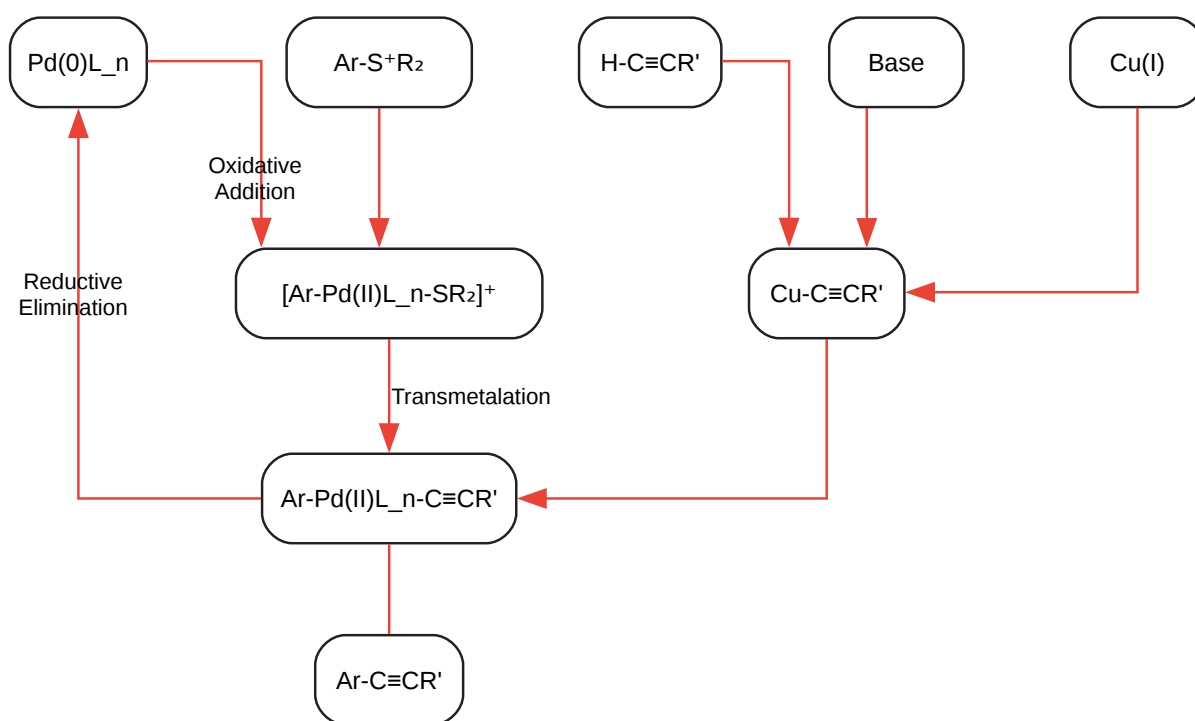 Pd(0)L_n
Ar-S⁺R₂
H-C≡CR'
Base
Cu(I)
Oxidative
Addition
Reductive
Elimination
[Ar-Pd(II)L_n-SR₂]⁺
Cu-C≡CR'
Transmetalation
Ar-Pd(II)L_n-C≡CR'
Ar-C≡CR'